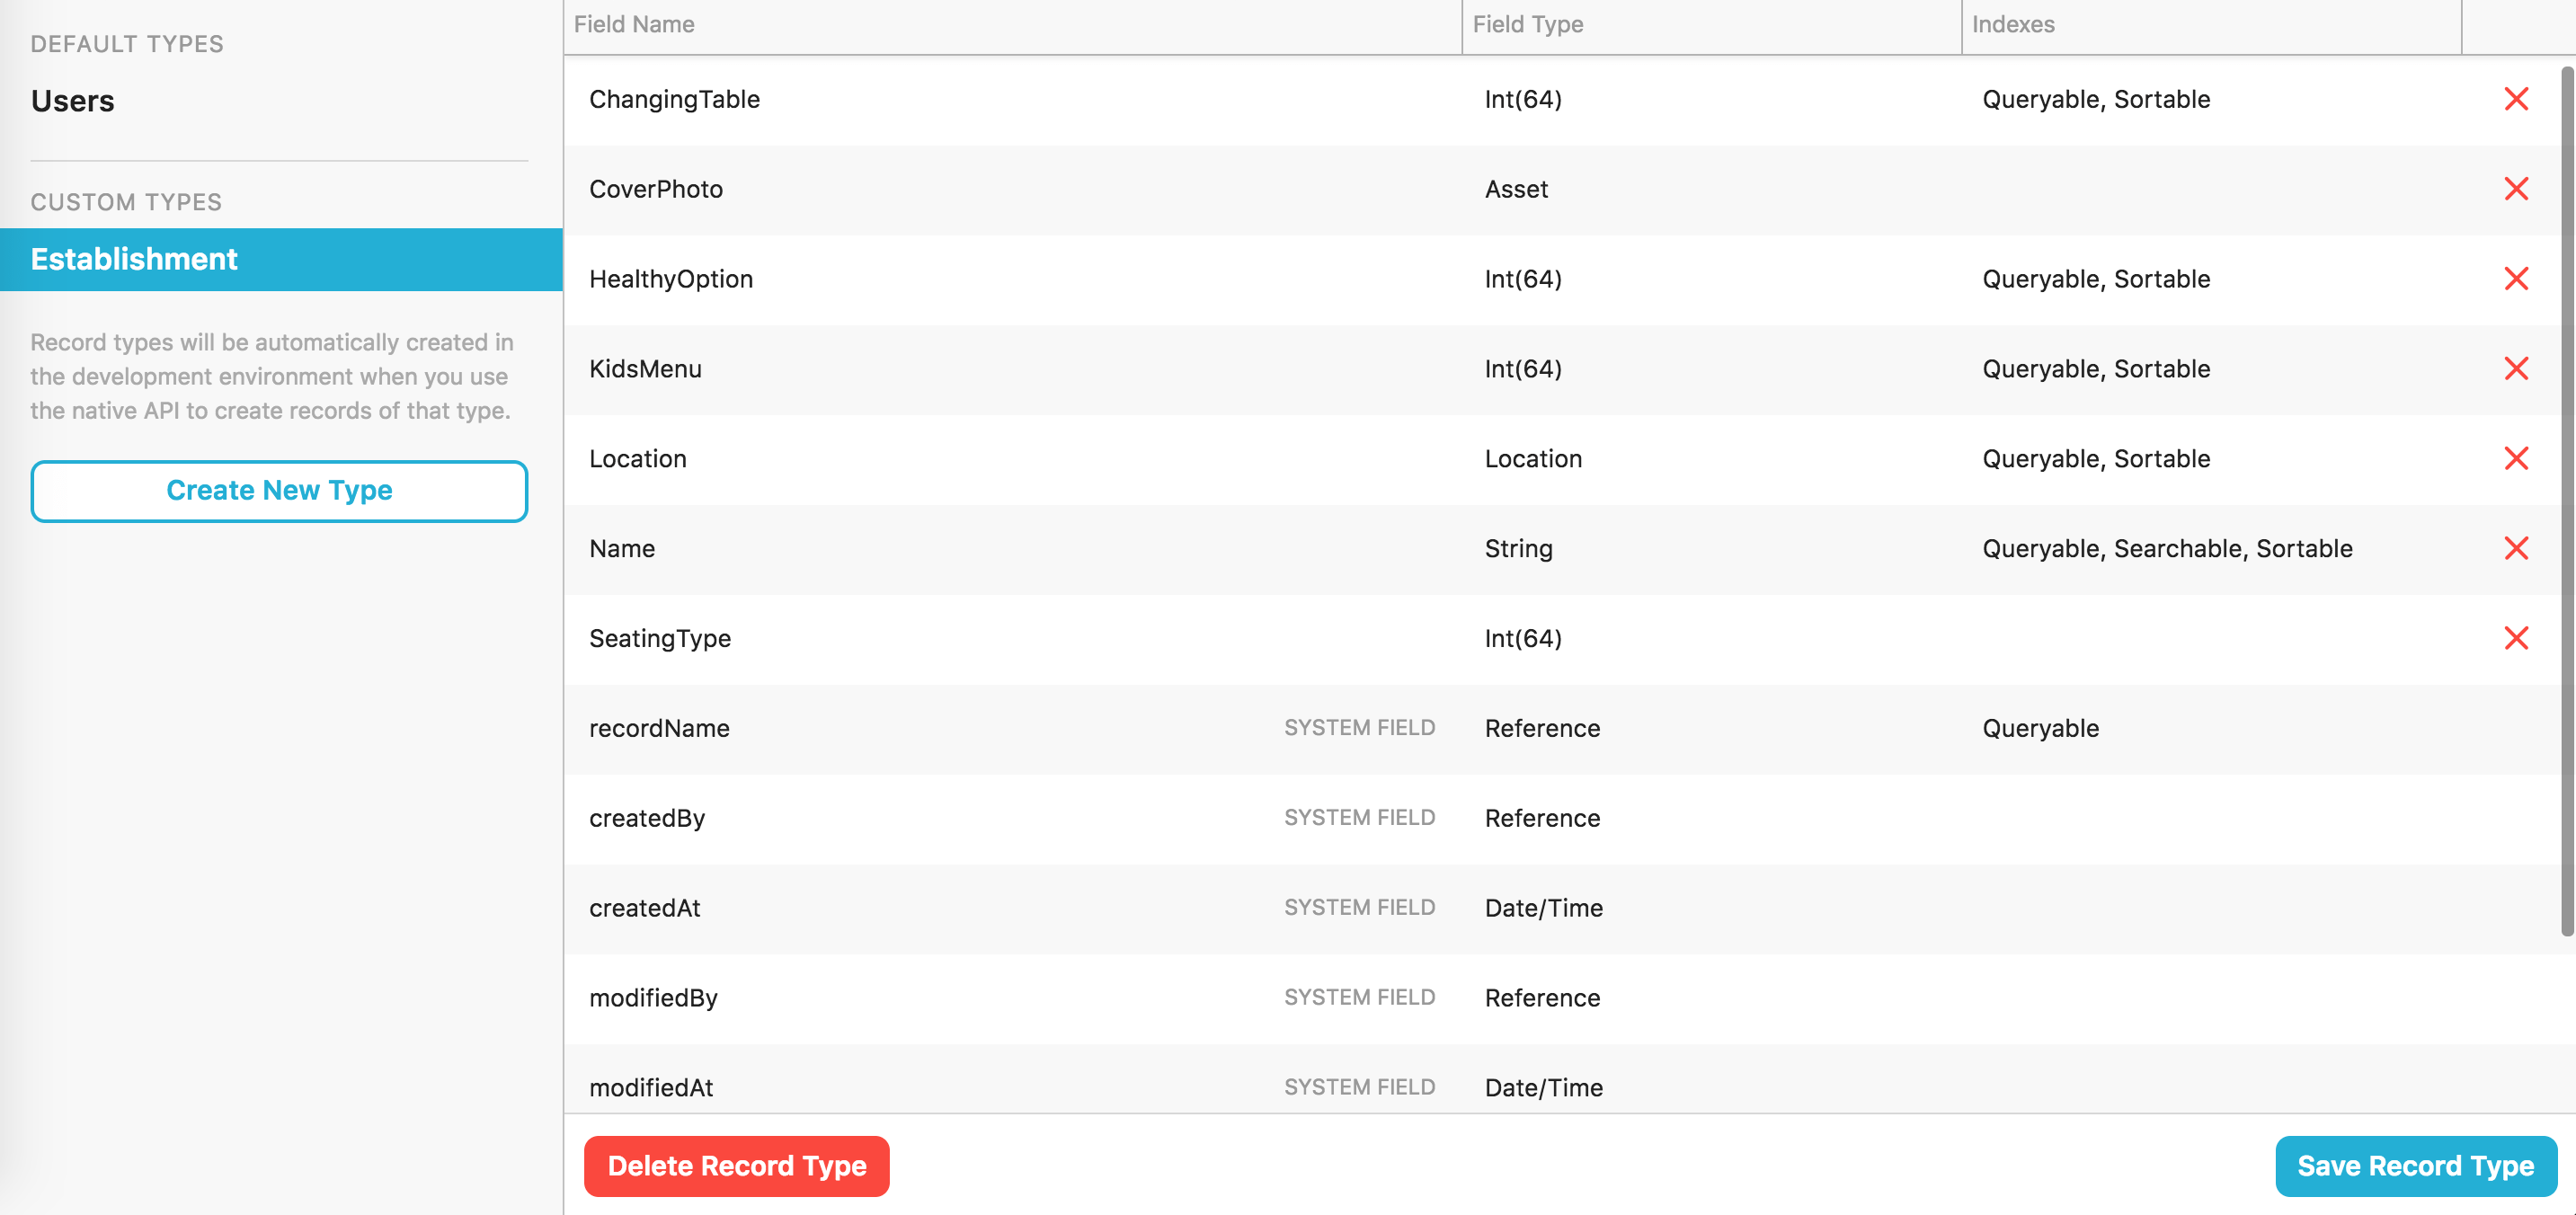 DEFAULT TYPES
Users
CUSTOM TYPES
Establishment
Record types will be automatically created in
the development environment when you use
the native API to create records of that type.
Create New Type
Field Name Field Type Indexes
ChangingTable Int(64) Queryable, Sortable
CoverPhoto Asset
HealthyOption Int(64) Queryable, Sortable
KidsMenu Int(64) Queryable, Sortable
Location Location Queryable, Sortable
Name String Queryable, Searchable, Sortable
SeatingType Int(64)
recordName SYSTEM FIELD Reference Queryable
createdBy SYSTEM FIELD Reference
createdAt SYSTEM FIELD Date/Time
modifiedBy SYSTEM FIELD Reference
modifiedAt SYSTEM FIELD Date/Time
Delete Record Type Save Record Type